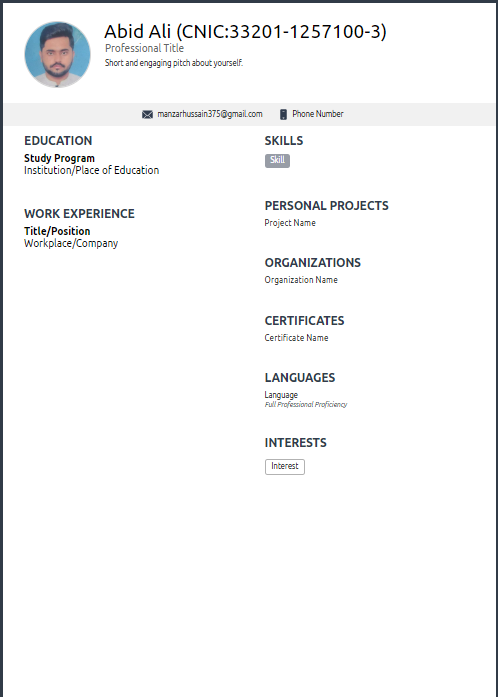 Abid Ali (CNIC:33201-1257100-3)
Professional Title
Short and engaging pitch about yourself.
manzarhussain375@gmail.com Phone Number
EDUCATION
Study Program
Institution/Place of Education
WORK EXPERIENCE
Title/Position
Workplace/Company
SKILLS
Skill
PERSONAL PROJECTS
Project Name
ORGANIZATIONS
Organization Name
CERTIFICATES
Certificate Name
LANGUAGES
Language
Full Professional Proficiency
INTERESTS
Interest